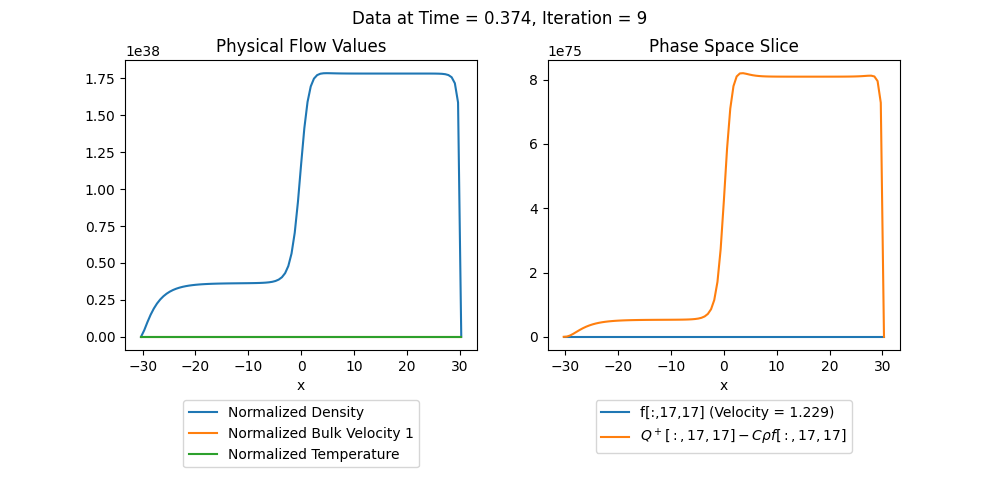 Data at Time = 0.374, Iteration = 9
Physical Flow Values
1e38
1.75
1.50
1.25
1.00
0.75
0.50
0.25
0.00
−30 −20 −10 0 10 20 30
x
Normalized Density
Normalized Bulk Velocity 1
Normalized Temperature
Phase Space Slice
1e75
8
6
4
2
0
−30 −20 −10 0 10 20 30
x
f[:,17,17] (Velocity = 1.229)
Q⁺[:, 17, 17] − Cρf[:, 17, 17]